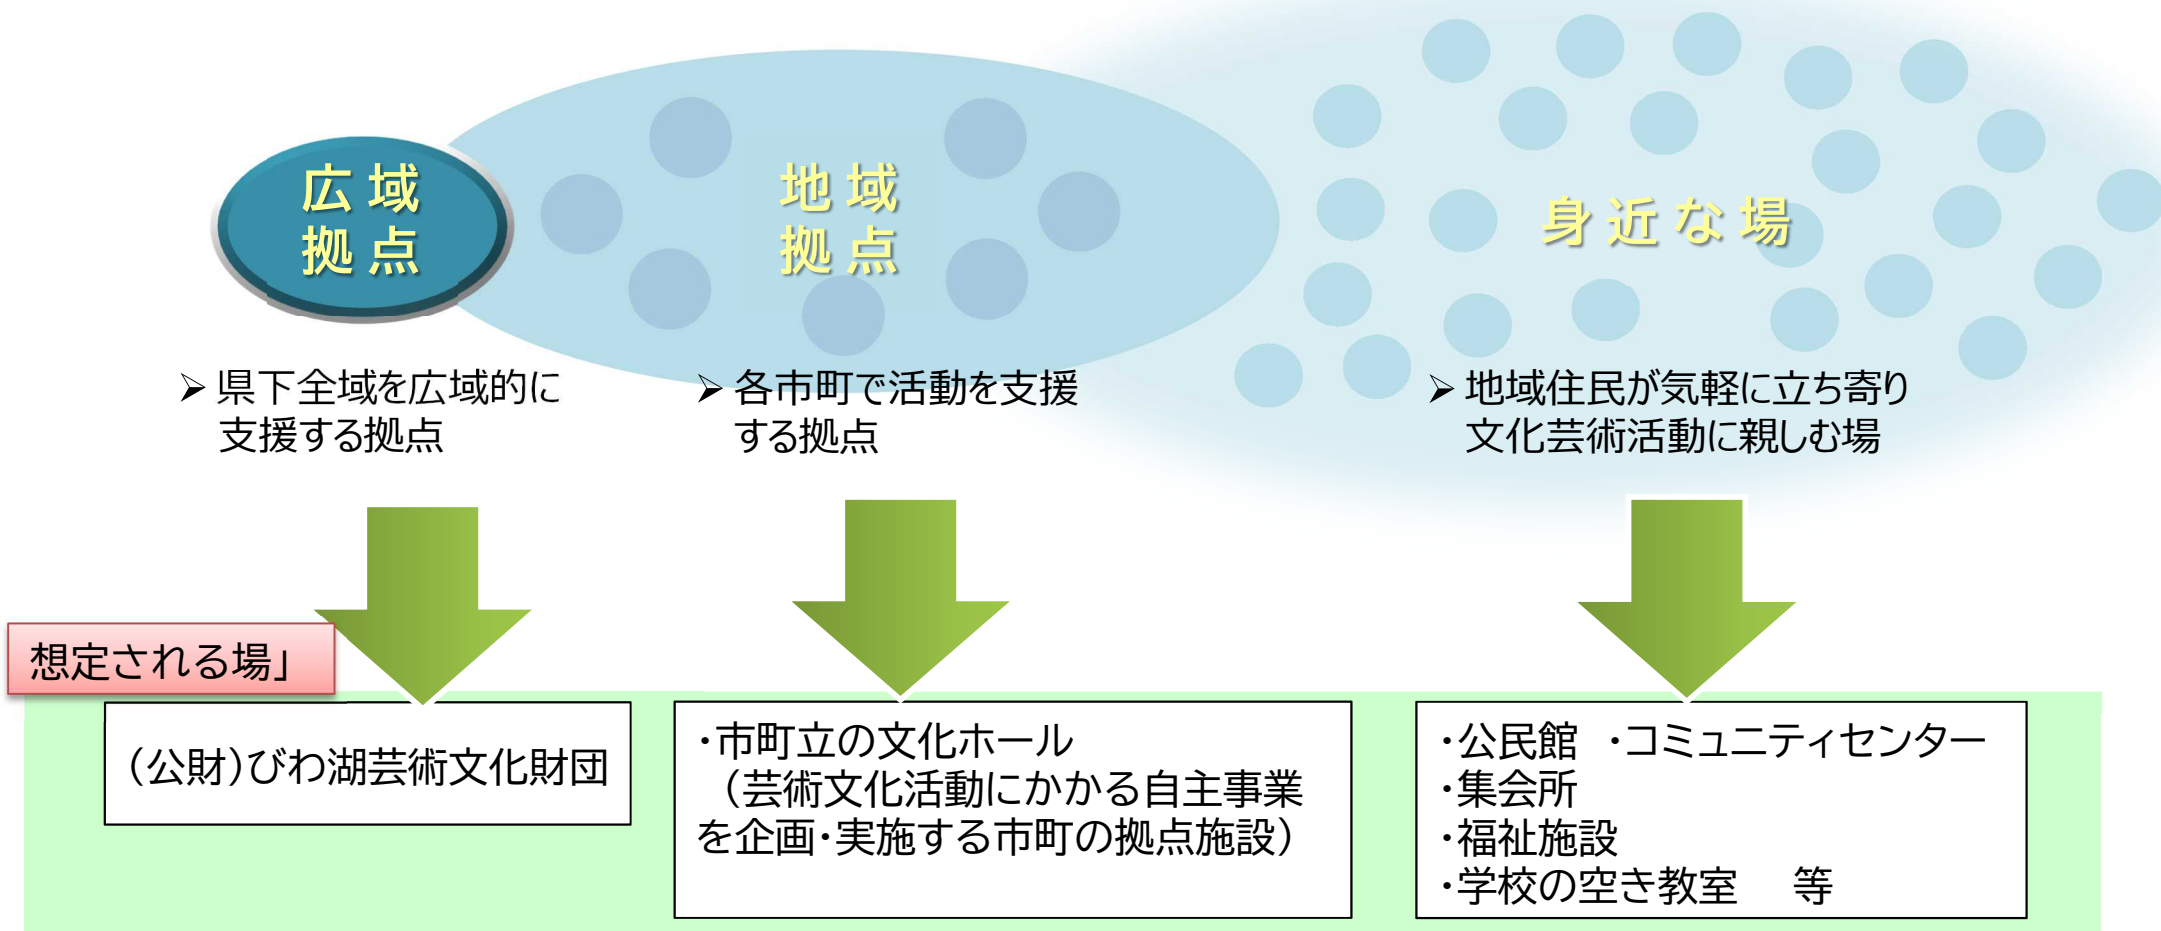 広域
拠点
地域
拠点
身近な場
➢ 県下全域を広域的に
支援する拠点
➢ 各市町で活動を支援
する拠点
➢ 地域住民が気軽に立ち寄り
文化芸術活動に親しむ場
想定される場」
（公財）びわ湖芸術文化財団
・市町立の文化ホール
（芸術文化活動にかかる自主事業
を企画・実施する市町の拠点施設）
・公民館 ・コミュニティセンター
・集会所
・福祉施設
・学校の空き教室 等